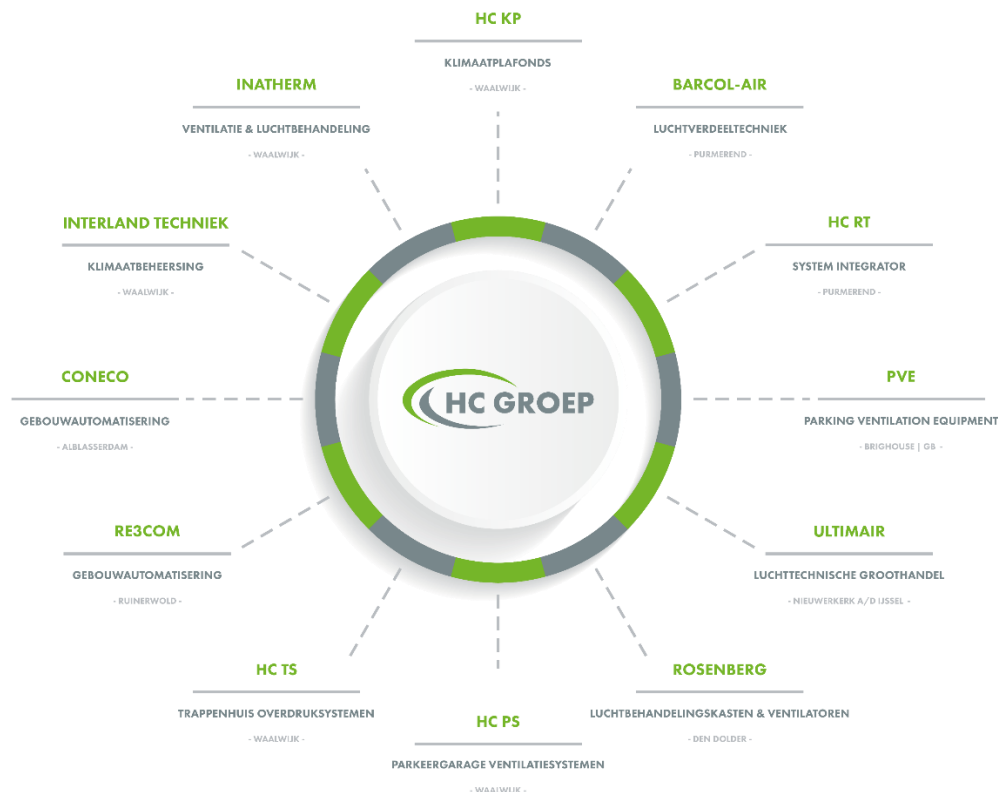 HC KP
KLIMAATPLAFONDS
- WAALWIJK -
BARCOL-AIR
LUCHTVERDEELTECHNIEK
- PURMEREND -
HC RT
SYSTEM INTEGRATOR
- PURMEREND -
PVE
PARKING VENTILATION EQUIPMENT
- BRIGHOUSE | GB -
ULTIMAIR
LUCHTTECHNISCHE GROOTHANDEL
- NIEUWERKERK A/D IJSSEL -
ROSENBERG
LUCHTBEHANDELINGSKASTEN & VENTILATOREN
- DEN DOLDER -
HC PS
PARKEERGARAGE VENTILATIESYSTEMEN
- WAALWIJK -
HC TS
TRAPPENHUIS OVERDRUKSYSTEMEN
- WAALWIJK -
RE3COM
GEBOUWAUTOMATISERING
- RUINERWOLD -
CONECO
GEBOUWAUTOMATISERING
- ALBLASSERDAM -
INTERLAND TECHNIEK
KLIMAATBEHEERSING
- WAALWIJK -
INATHERM
VENTILATIE & LUCHTBEHANDELING
- WAALWIJK -
HC GROEP